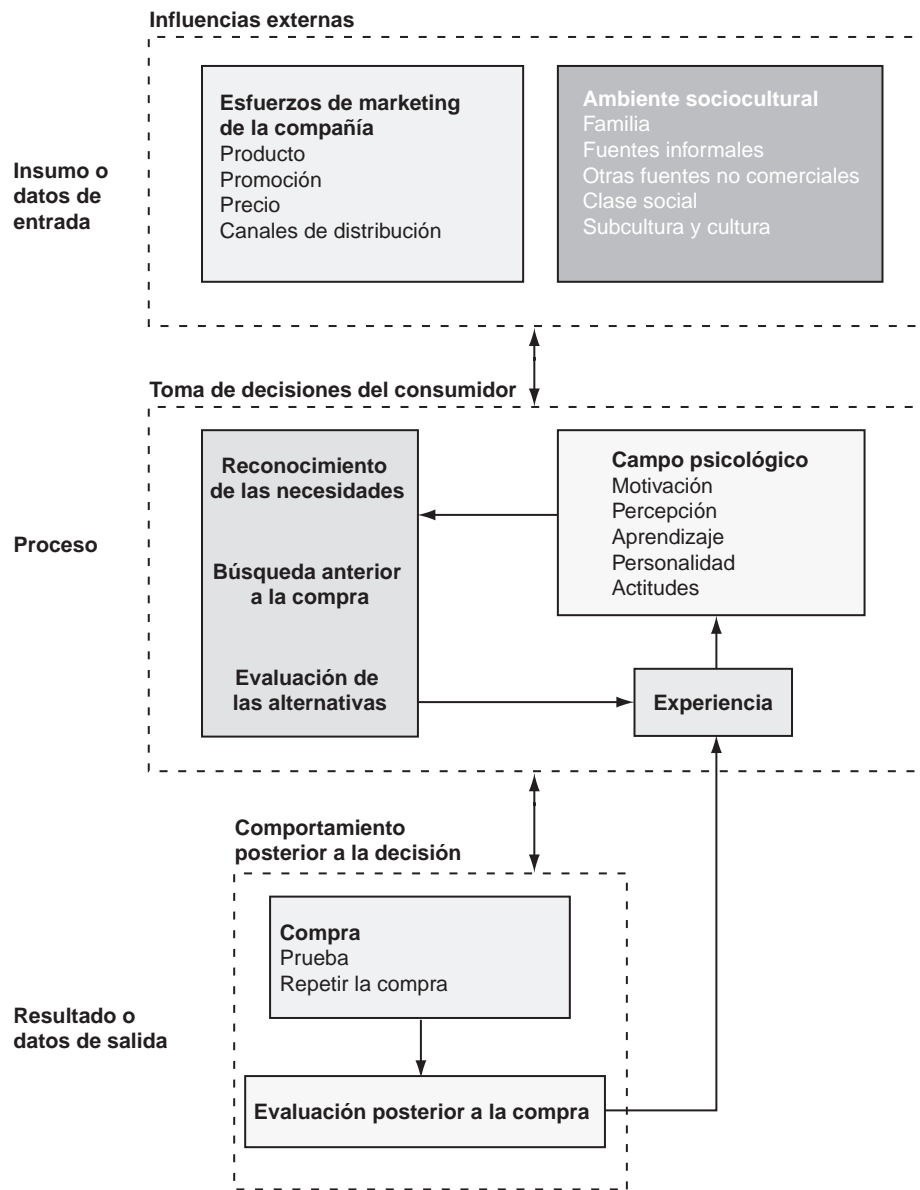 Influencias externas
Esfuerzos de marketing
de la compañía
Producto
Promoción
Precio
Canales de distribución
Ambiente sociocultural
Familia
Fuentes informales
Otras fuentes no comerciales
Clase social
Subcultura y cultura
Insumo o
datos de
entrada
Toma de decisiones del consumidor
Reconocimiento
de las necesidades
Búsqueda anterior
a la compra
Evaluación de
las alternativas
Campo psicológico
Motivación
Percepción
Aprendizaje
Personalidad
Actitudes
Experiencia
Proceso
Comportamiento
posterior a la decisión
Compra
Prueba
Repetir la compra
Evaluación posterior a la compra
Resultado o
datos de salida